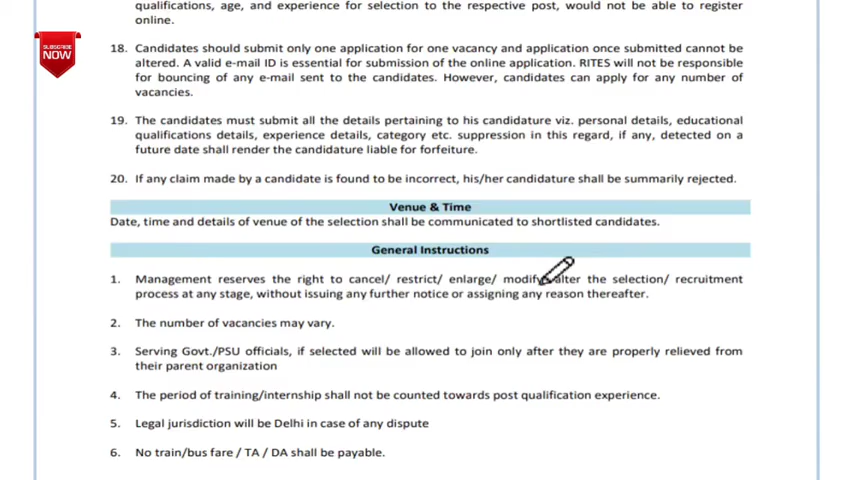 qualifications, age, and experience for selection to the respective post, would not be able to register
online.
SUBSCRIBE
NOW
18. Candidates should submit only one application for one vacancy and application once submitted cannot be
altered. A valid e-mail ID is essential for submission of the online application. RITES will not be responsible
for bouncing of any e-mail sent to the candidates. However, candidates can apply for any number of
vacancies.
19. The candidates must submit all the details pertaining to his candidature viz. personal details, educational
qualifications details, experience details, category etc. suppression in this regard, if any, detected on a
future date shall render the candidature liable for forfeiture.
20. If any claim made by a candidate is found to be incorrect, his/her candidature shall be summarily rejected.
Venue & Time
Date, time and details of venue of the selection shall be communicated to shortlisted candidates.
General Instructions
1. Management reserves the right to cancel/ restrict/ enlarge/ modify alter the selection/ recruitment
process at any stage, without issuing any further notice or assigning any reason thereafter.
2. The number of vacancies may vary.
3. Serving Govt./PSU officials, if selected will be allowed to join only after they are properly relieved from
their parent organization
4. The period of training/internship shall not be counted towards post qualification experience.
5. Legal jurisdiction will be Delhi in case of any dispute
6. No train/bus fare / TA / DA shall be payable.